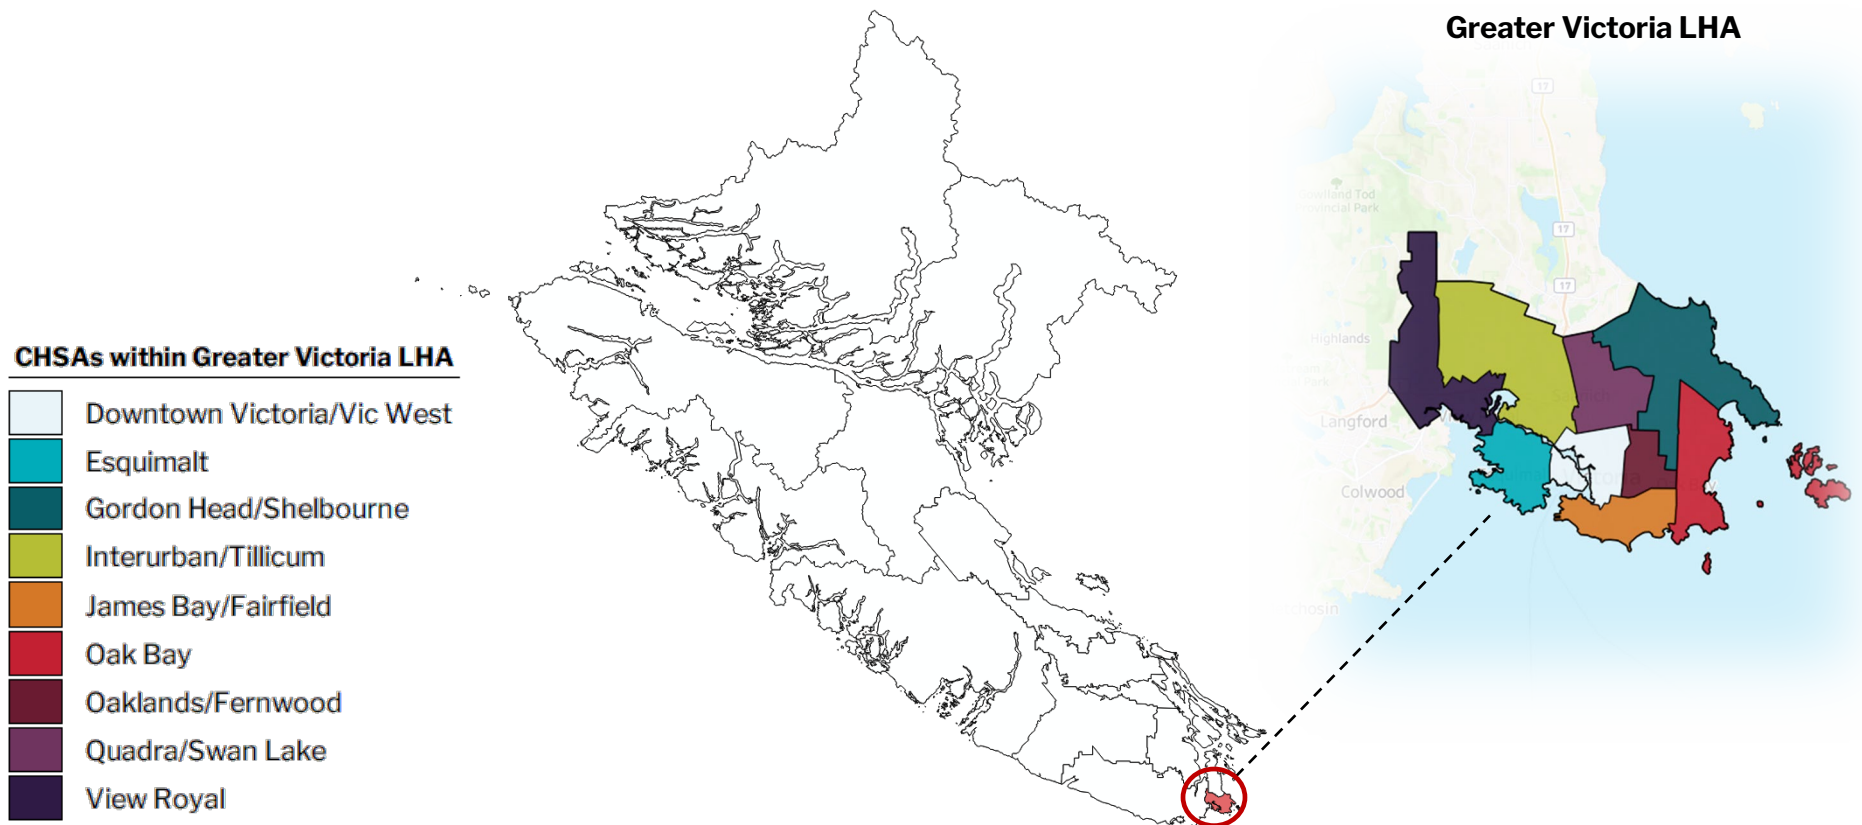 Greater Victoria LHA
17
17
17
Highlands
Langford
Colwood
CHSAs within Greater Victoria LHA
Downtown Victoria/Vic West
Esquimalt
Gordon Head/Shelbourne
Interurban/Tillicum
James Bay/Fairfield
Oak Bay
Oaklands/Fernwood
Quadra/Swan Lake
View Royal